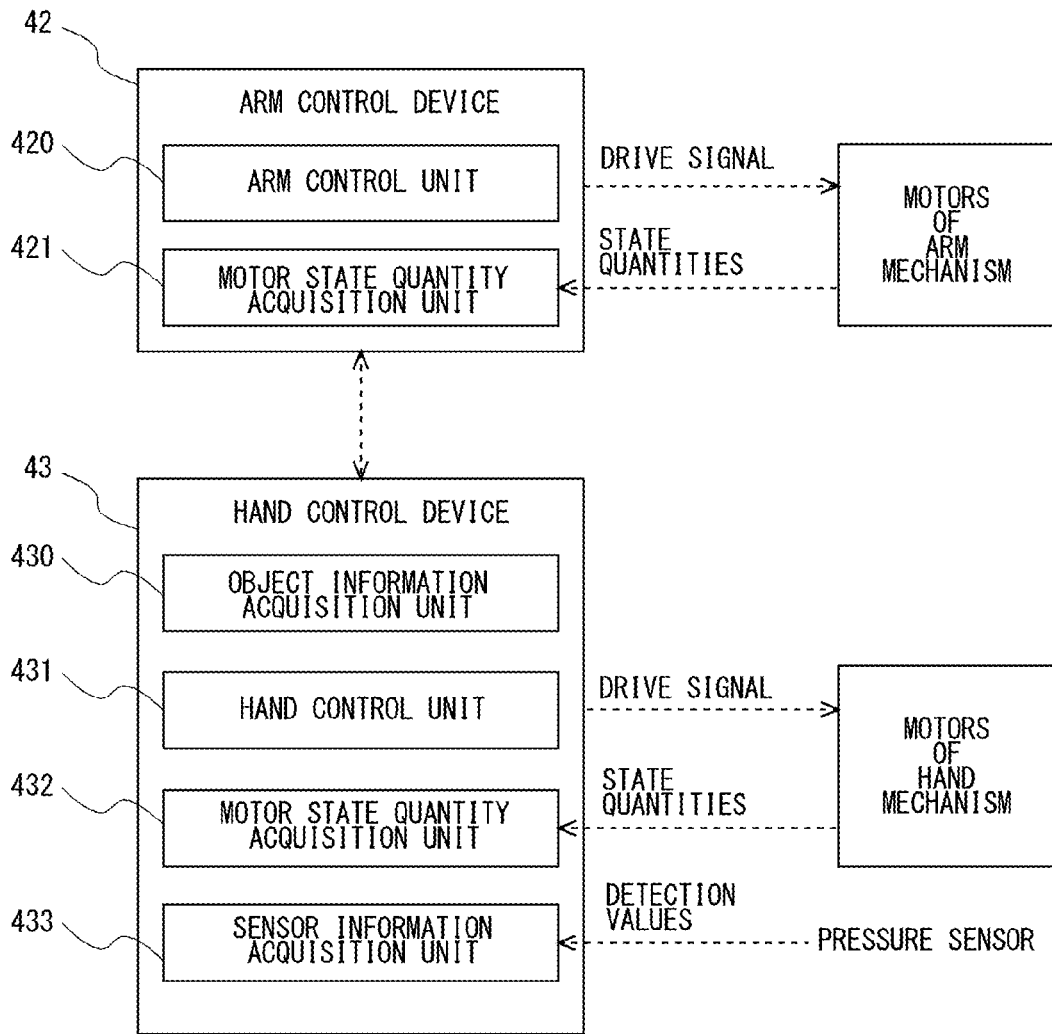 42
ARM CONTROL DEVICE
420
ARM CONTROL UNIT
DRIVE SIGNAL
MOTORS
OF
ARM
MECHANISM
421
MOTOR STATE QUANTITY
ACQUISITION UNIT
STATE
QUANTITIES
43
HAND CONTROL DEVICE
430
OBJECT INFORMATION
ACQUISITION UNIT
431
HAND CONTROL UNIT
DRIVE SIGNAL
MOTORS
OF
HAND
MECHANISM
432
MOTOR STATE QUANTITY
ACQUISITION UNIT
STATE
QUANTITIES
433
SENSOR INFORMATION
ACQUISITION UNIT
DETECTION
VALUES
PRESSURE SENSOR